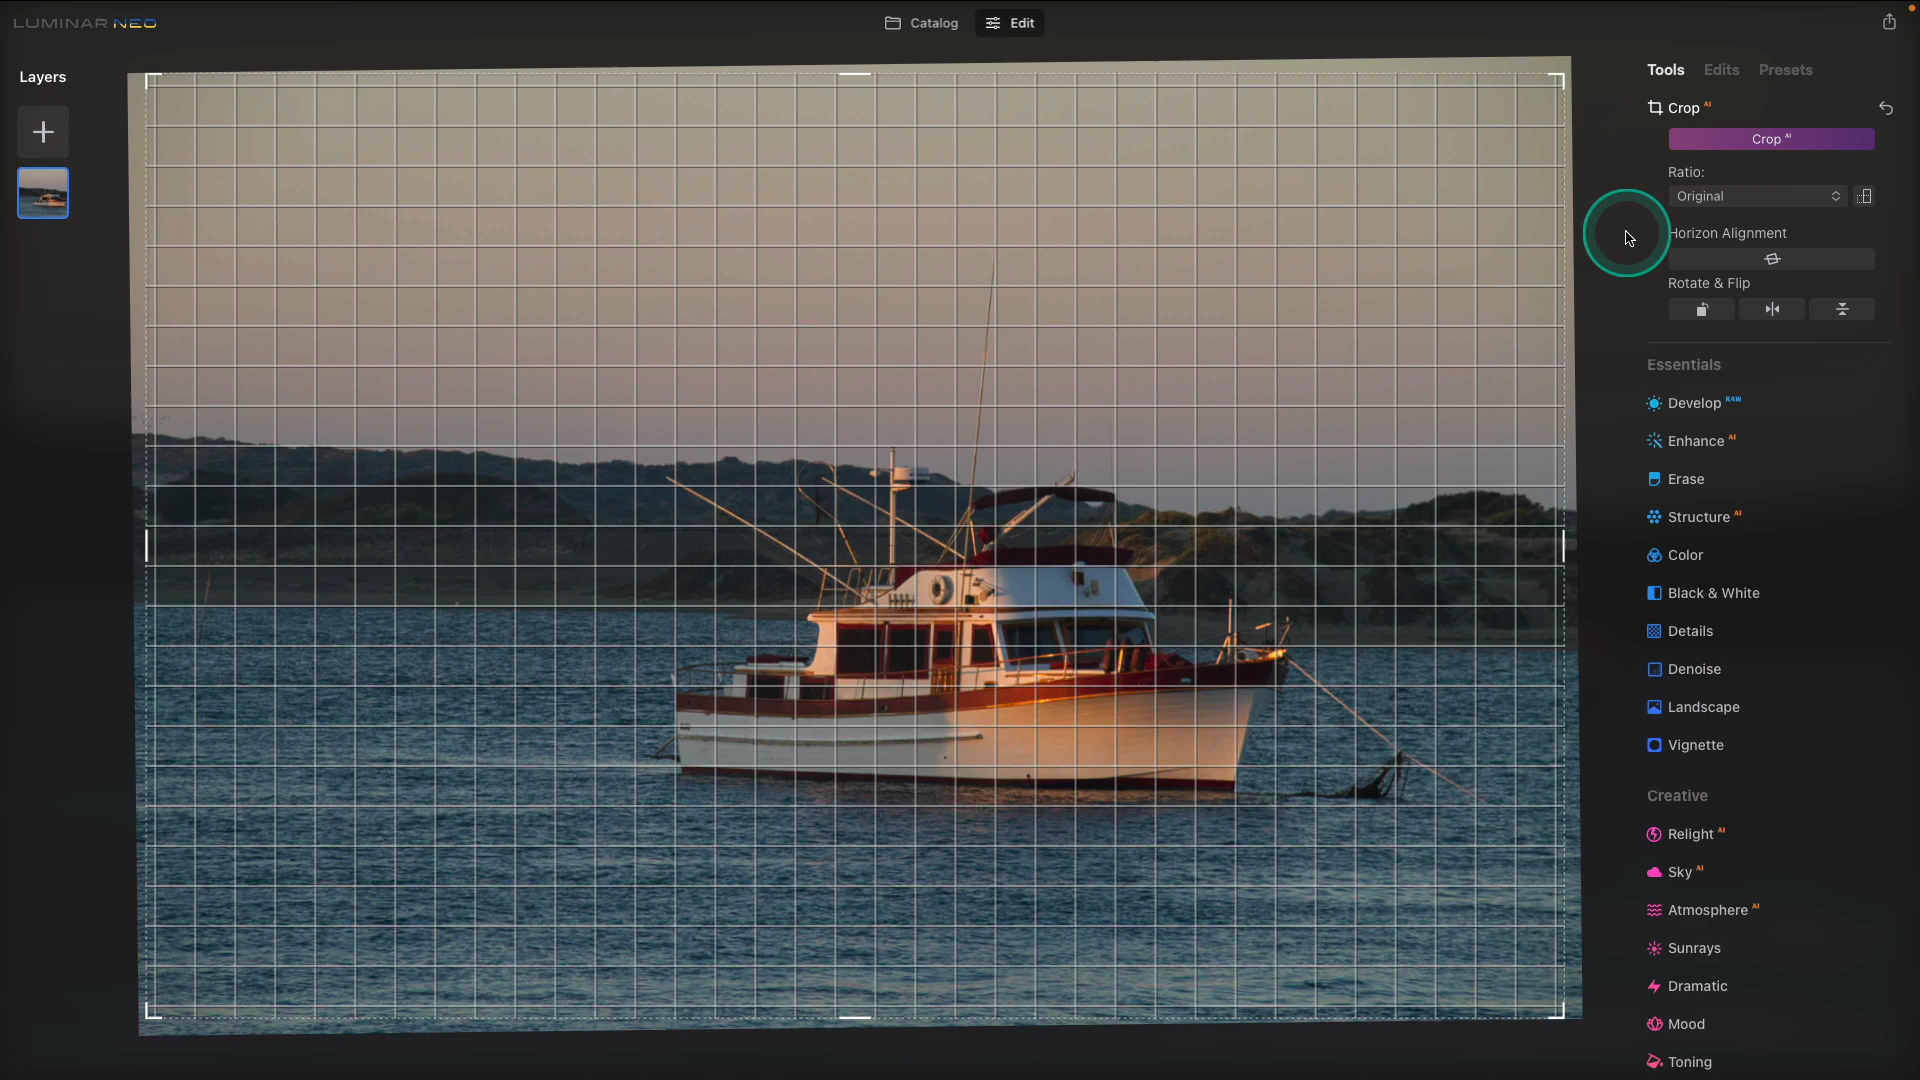 LUMINAR NEO
Catalog
Edit
Layers
Tools
Edits
Presets
Crop AI
Crop AI
Ratio:
Original
Horizon Alignment
Rotate & Flip
Essentials
Develop RAW
Enhance AI
Erase
Structure AI
Color
Black & White
Details
Denoise
Landscape
Vignette
Creative
Relight AI
Sky AI
Atmosphere AI
Sunrays
Dramatic
Mood
Toning